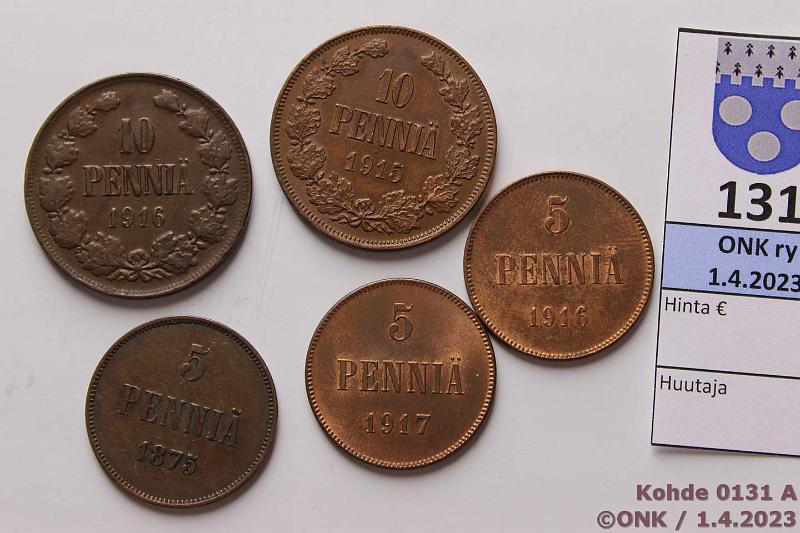 10
PENNIÄ
1916
10
PENNIÄ
1915
5
PENNIÄ
1916
5
PENNIÄ
1875
5
PENNIÄ
1917
131
ONK ry
1.4.2023
Hinta €
Huutaja
Kohde 0131 A
©ONK / 1.4.2023